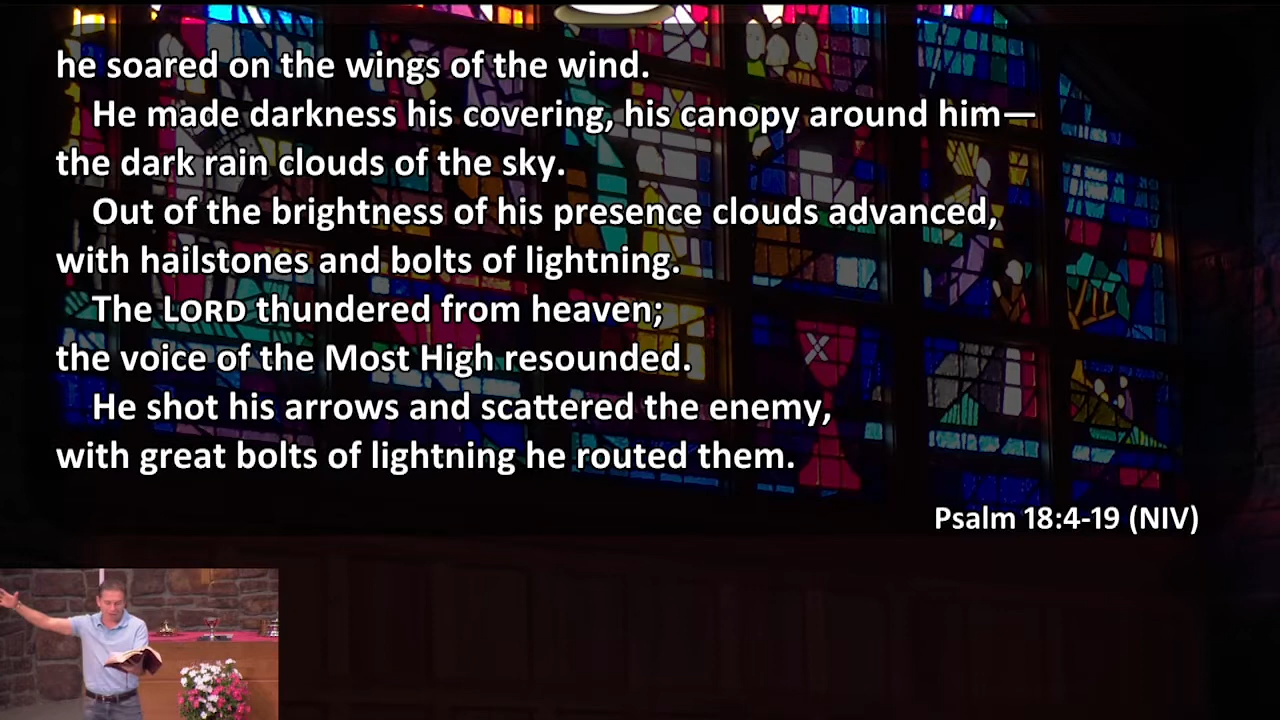 he soared on the wings of the wind.
He made darkness his covering, his canopy around him—
the dark rain clouds of the sky.
Out of the brightness of his presence clouds advanced,
with hailstones and bolts of lightning.
The LORD thundered from heaven;
the voice of the Most High resounded.
He shot his arrows and scattered the enemy,
with great bolts of lightning he routed them.
Psalm 18:4-19 (NIV)